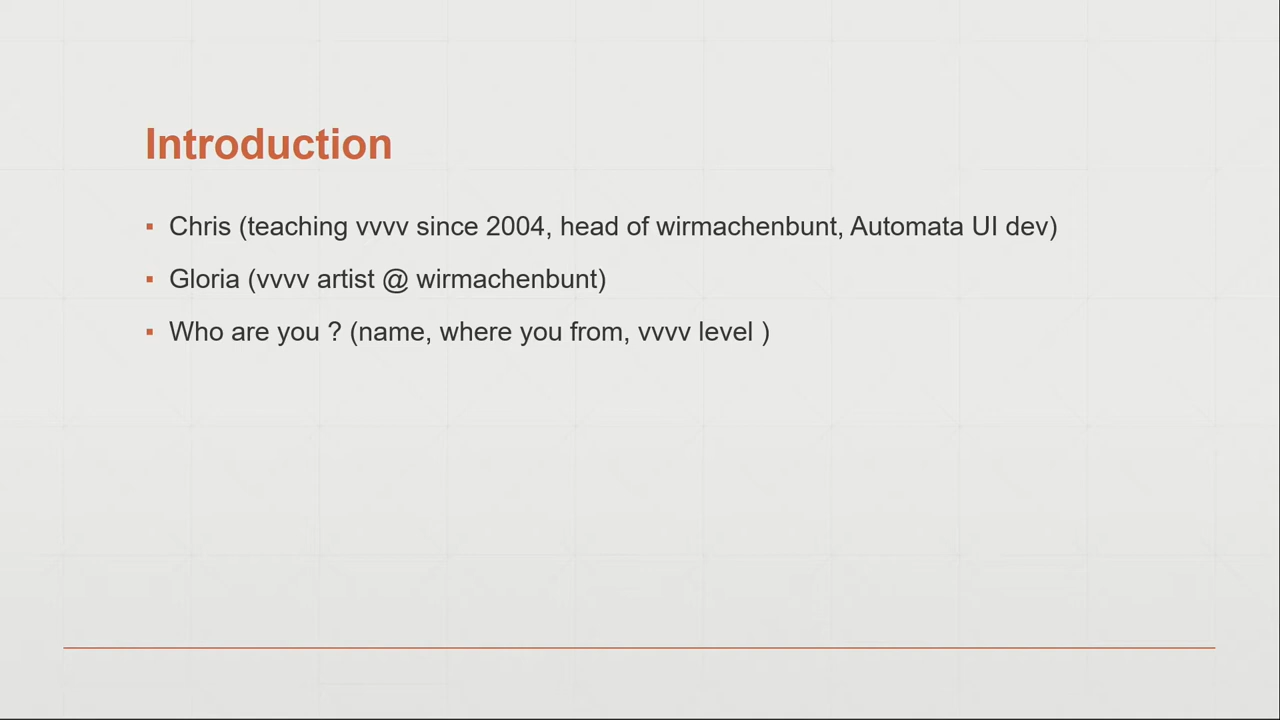 Introduction
▪ Chris (teaching vvvv since 2004, head of wirmachenbunt, Automata UI dev)
▪ Gloria (vvvv artist @ wirmachenbunt)
▪ Who are you ? (name, where you from, vvvv level )